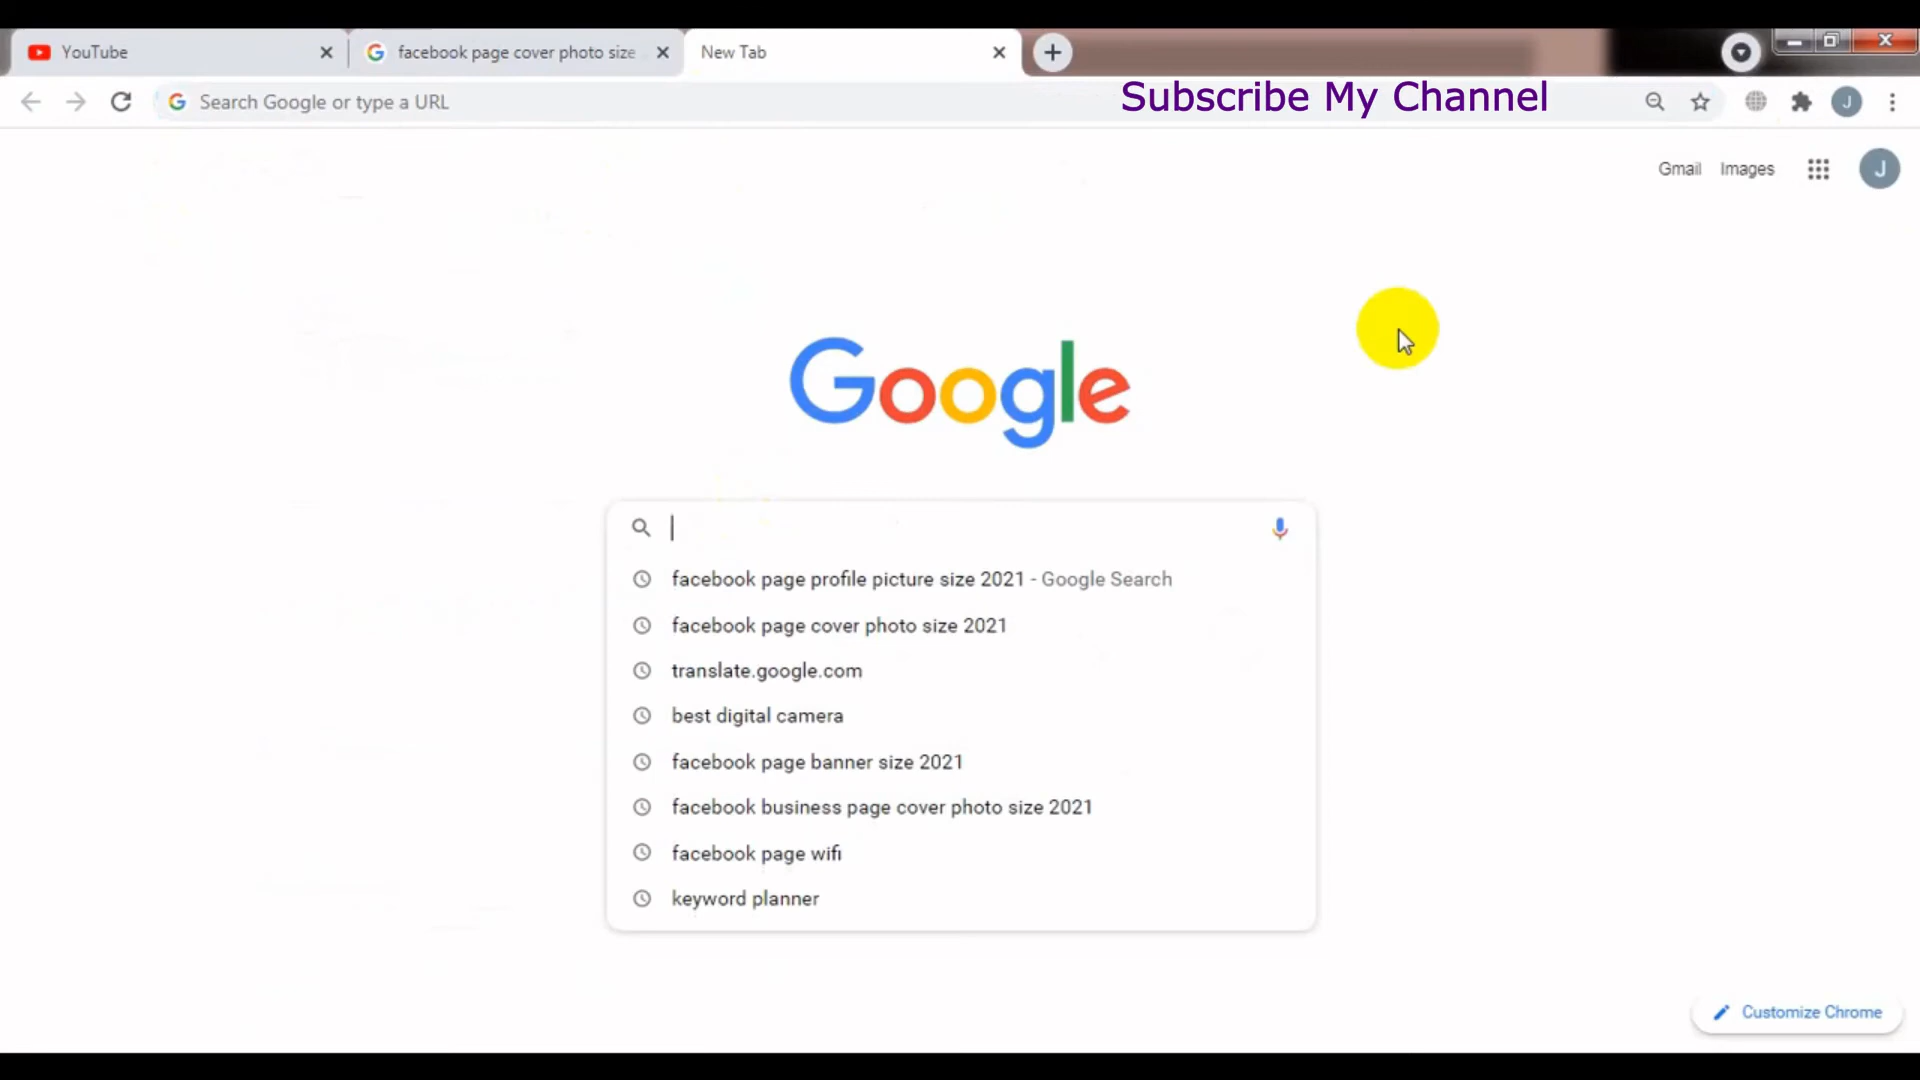 YouTube
facebook page cover photo size
New Tab
Search Google or type a URL
Subscribe My Channel
J
Gmail
Images
J
Google
facebook page profile picture size 2021 - Google Search
facebook page cover photo size 2021
translate.google.com
best digital camera
facebook page banner size 2021
facebook business page cover photo size 2021
facebook page wifi
keyword planner
Customize Chrome